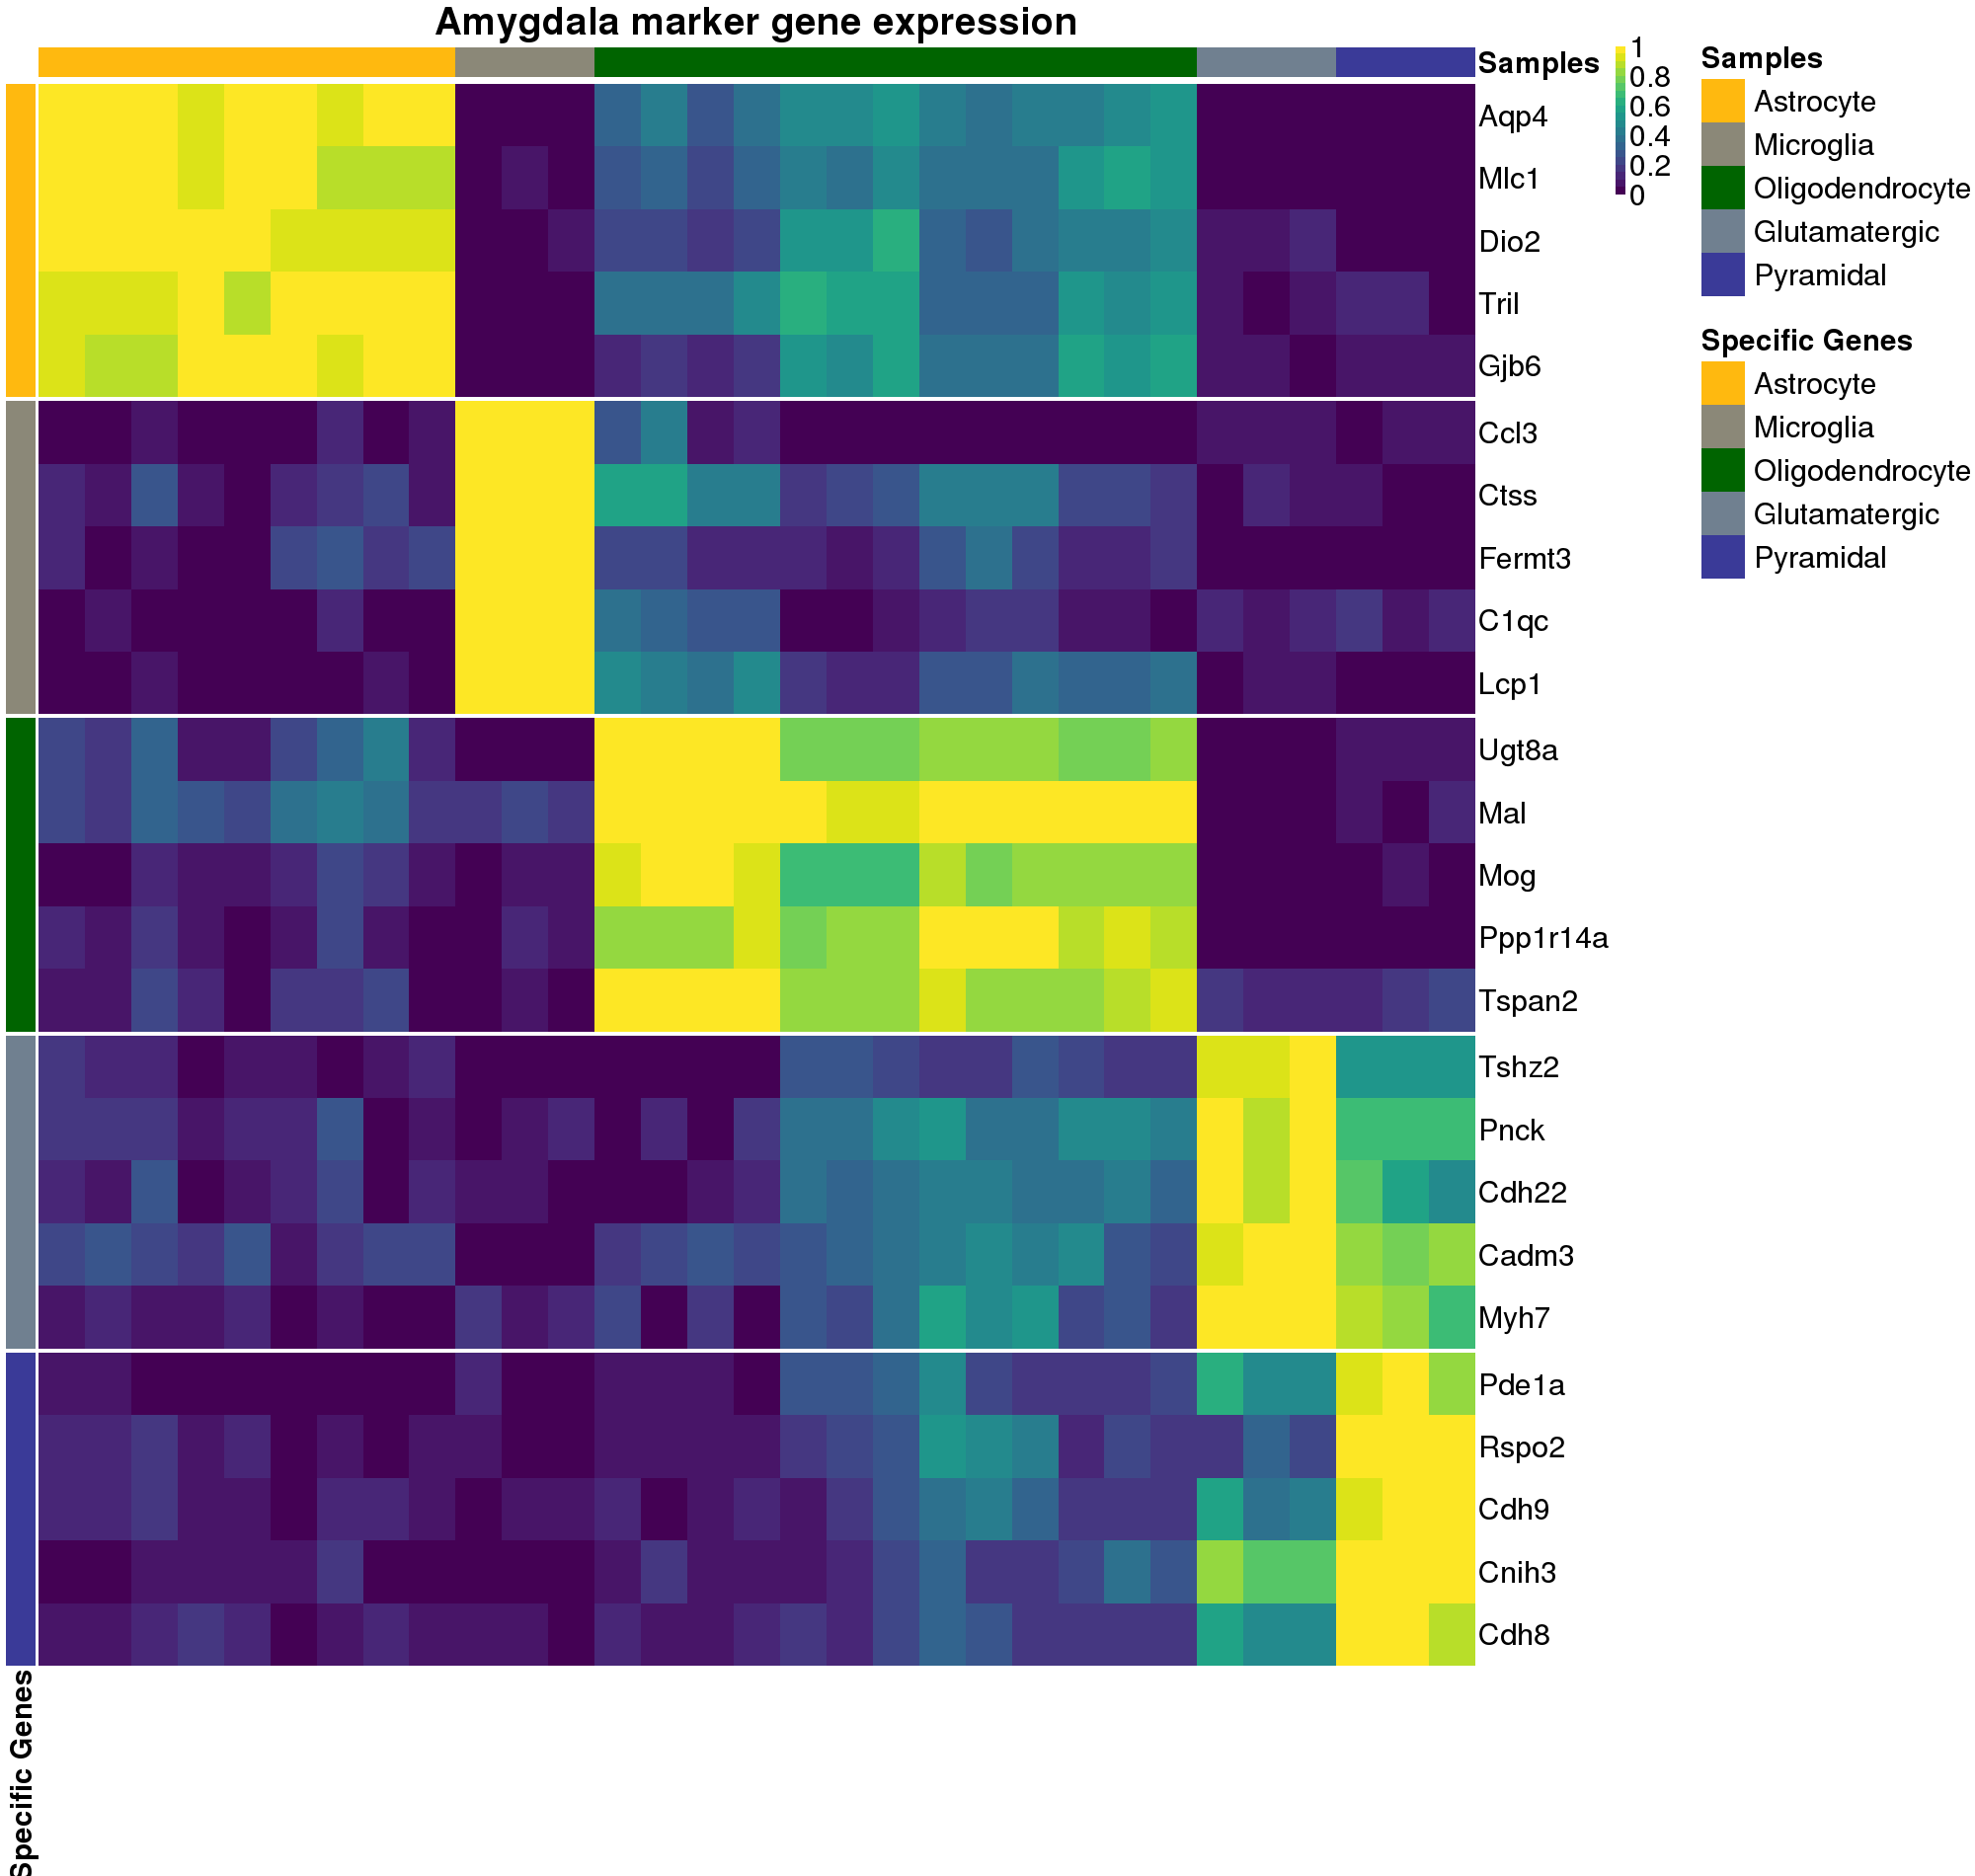 Amygdala marker gene expression
Samples
1
0.8
0.6
0.4
0.2
0
Samples
Astrocyte
Microglia
Oligodendrocyte
Glutamatergic
Pyramidal
Specific Genes
Astrocyte
Microglia
Oligodendrocyte
Glutamatergic
Pyramidal
Aqp4
Mlc1
Dio2
Tril
Gjb6
Ccl3
Ctss
Fermt3
C1qc
Lcp1
Ugt8a
Mal
Mog
Ppp1r14a
Tspan2
Tshz2
Pnck
Cdh22
Cadm3
Myh7
Pde1a
Rspo2
Cdh9
Cnih3
Cdh8
Specific Genes